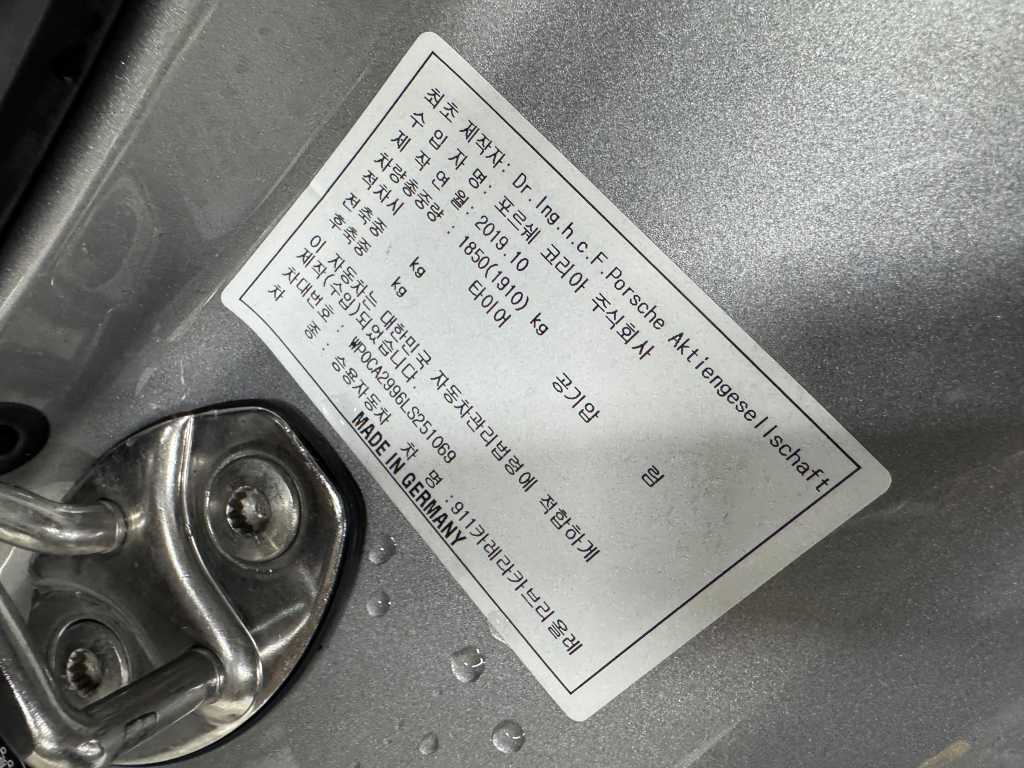 최초 제작자: Dr.Ing.h.c.F.Porsche Aktiengesellschaft
수 입 자 명: 포르쉐 코리아 주식회사
제 작 연 월: 2019.10
차량총중량 : 1850(1910) kg
적차시 타이어 공기압 림
전축중 kg
후축중 kg
이 자동차는 대한민국 자동차관리법령에 적합하게
제작(수입)되었습니다.
차대번호 : WP0CA2996LS251069
차 종 : 승용자동차 차 명 :911카레라카브리올레
MADE IN GERMANY